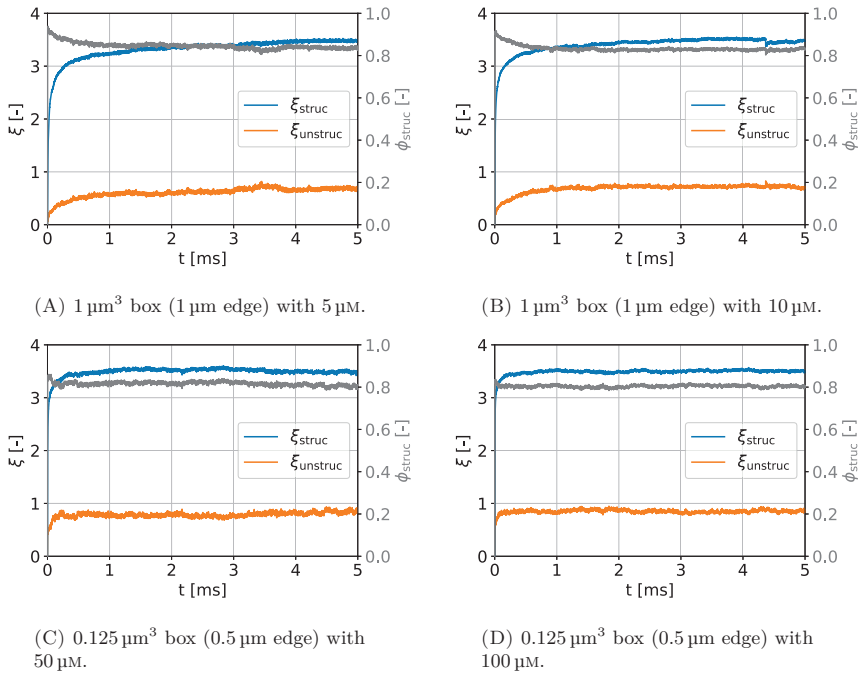 4
3
2
1
0
ξ [-]
1.0
0.8
0.6
0.4
0.2
0.0
ϕstruc [-]
ξstruc
ξunstruc
0 1 2 3 4 5
t [ms]
(A) 1 µm³ box (1 µm edge) with 5 µM.
4
3
2
1
0
ξ [-]
1.0
0.8
0.6
0.4
0.2
0.0
ϕstruc [-]
ξstruc
ξunstruc
0 1 2 3 4 5
t [ms]
(B) 1 µm³ box (1 µm edge) with 10 µM.
4
3
2
1
0
ξ [-]
1.0
0.8
0.6
0.4
0.2
0.0
ϕstruc [-]
ξstruc
ξunstruc
0 1 2 3 4 5
t [ms]
(C) 0.125 µm³ box (0.5 µm edge) with
50 µM.
4
3
2
1
0
ξ [-]
1.0
0.8
0.6
0.4
0.2
0.0
ϕstruc [-]
ξstruc
ξunstruc
0 1 2 3 4 5
t [ms]
(D) 0.125 µm³ box (0.5 µm edge) with
100 µM.